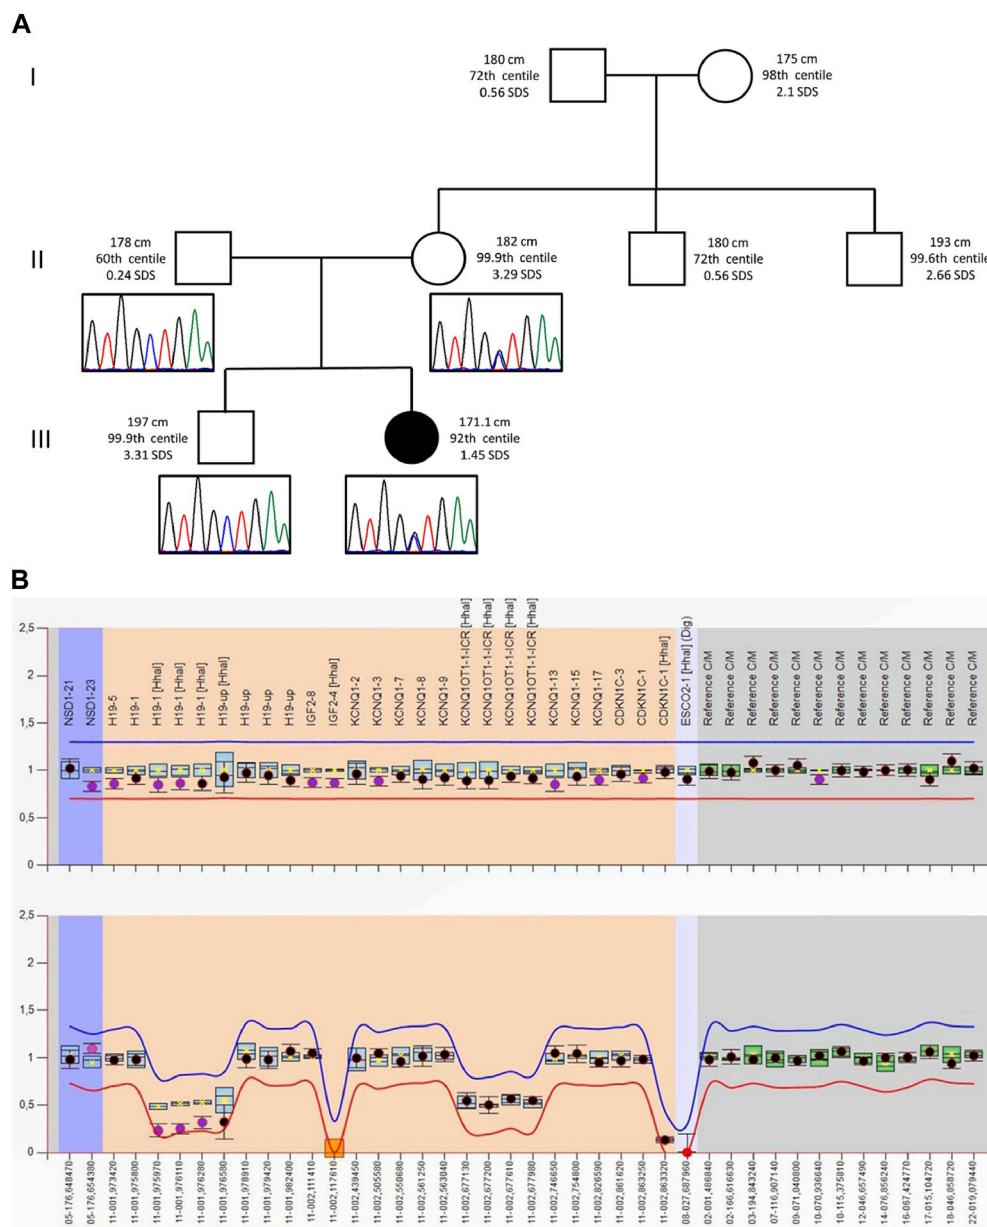 A
I
180 cm
72th centile
0.56 SDS
175 cm
98th centile
2.1 SDS
II
178 cm
60th centile
0.24 SDS
182 cm
99.9th centile
3.29 SDS
180 cm
72th centile
0.56 SDS
193 cm
99.6th centile
2.66 SDS
III
197 cm
99.9th centile
3.31 SDS
171.1 cm
92th centile
1.45 SDS
B
2,5
2
1,5
1
0,5
0
NSD1-21
NSD1-23
H19-5
H19-1
H19-1 [HhaI]
H19-1 [HhaI]
H19-1 [HhaI]
H19-up [HhaI]
H19-up
H19-up
H19-up
IGF2-8
IGF2-4 [HhaI]
KCNQ1-2
KCNQ1-3
KCNQ1-7
KCNQ1-8
KCNQ1-9
KCNQ1OT1-1-ICR [HhaI]
KCNQ1OT1-1-ICR [HhaI]
KCNQ1OT1-1-ICR [HhaI]
KCNQ1OT1-1-ICR [HhaI]
KCNQ1-13
KCNQ1-15
KCNQ1-17
CDKN1C-3
CDKN1C-1
CDKN1C-1 [HhaI]
ESCO2-1 [HhaI] (Dig)
Reference C/M
Reference C/M
Reference C/M
Reference C/M
Reference C/M
Reference C/M
Reference C/M
Reference C/M
Reference C/M
Reference C/M
Reference C/M
Reference C/M
Reference C/M
2,5
2
1,5
1
0,5
0
05-176,648470
05-176,654380
11-001,973420
11-001,975800
11-001,975970
11-001,976110
11-001,976280
11-001,976580
11-001,978910
11-001,979420
11-001,982400
11-002,111410
11-002,117610
11-002,439450
11-002,505580
11-002,550680
11-002,561250
11-002,563040
11-002,677130
11-002,677200
11-002,677610
11-002,677980
11-002,746650
11-002,754800
11-002,826590
11-002,861620
11-002,863250
11-002,863320
08-027,687960
02-001,486840
02-166,616630
03-194,843240
07-116,907140
09-071,040800
10-070,933640
10-115,375810
12-046,657490
14-076,856240
16-067,424770
17-015,104720
18-046,858720
22-019,079440